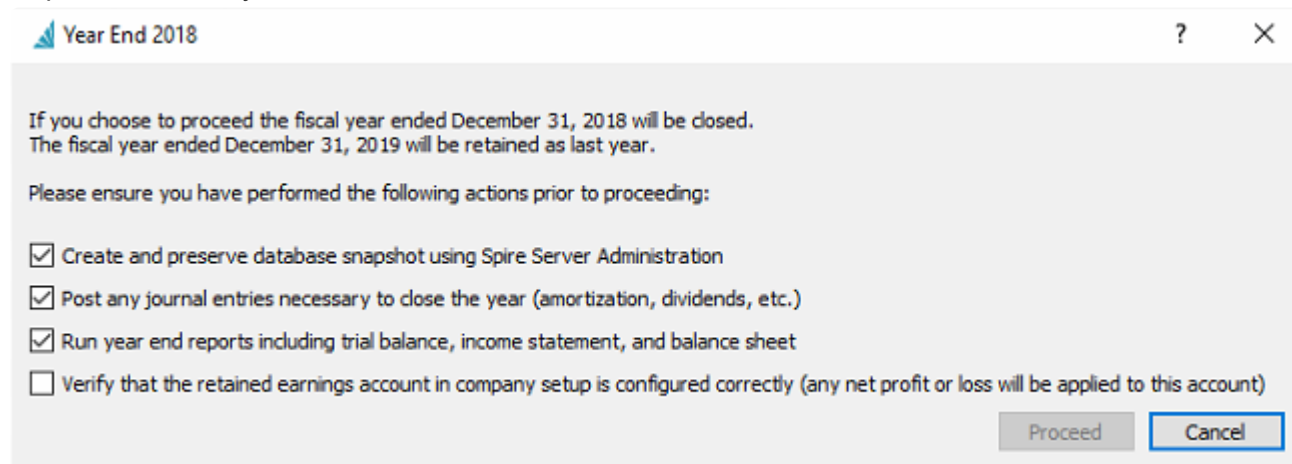 Year End 2018 ?
If you choose to proceed the fiscal year ended December 31, 2018 will be closed.
The fiscal year ended December 31, 2019 will be retained as last year.
Please ensure you have performed the following actions prior to proceeding:
Create and preserve database snapshot using Spire Server Administration
Post any journal entries necessary to close the year (amortization, dividends, etc.)
Run year end reports including trial balance, income statement, and balance sheet
Verify that the retained earnings account in company setup is configured correctly (any net profit or loss will be applied to this account)
Proceed Cancel